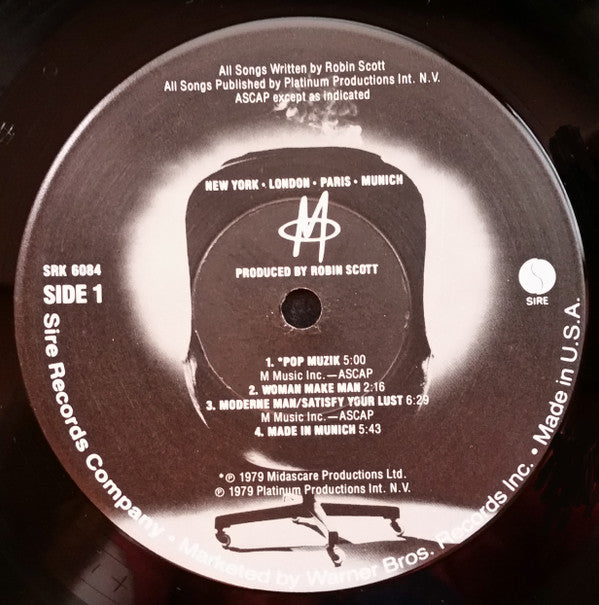 All Songs Written by Robin Scott
All Songs Published by Platinum Productions Int. N.V.
ASCAP except as indicated
NEW YORK • LONDON • PARIS • MUNICH
M
PRODUCED BY ROBIN SCOTT
SRK 6084
SIDE 1
S
SIRE
1. *POP MUZIK 5:00
M Music Inc.—ASCAP
2. WOMAN MAKE MAN 2:16
3. MODERNE MAN/SATISFY YOUR LUST 6:29
M Music Inc.—ASCAP
4. MADE IN MUNICH 5:43
*℗ 1979 Midascare Productions Ltd.
℗ 1979 Platinum Productions Int. N.V.
Sire Records Company • Marketed by Warner Bros. Records Inc. • Made in U.S.A.